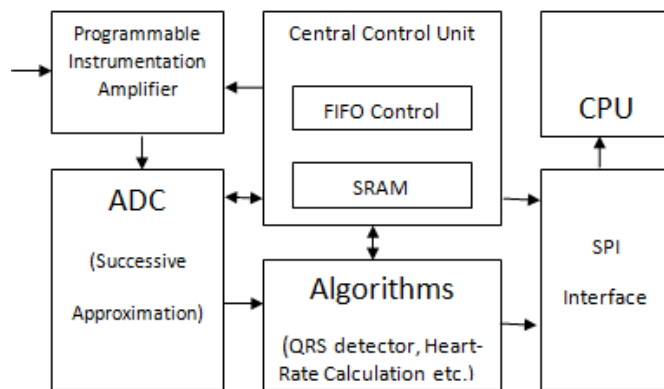 Programmable
Instrumentation
Amplifier
Central Control Unit
FIFO Control
SRAM
CPU
ADC
(Successive
Approximation)
Algorithms
(QRS detector, Heart-
Rate Calculation etc.)
SPI
Interface